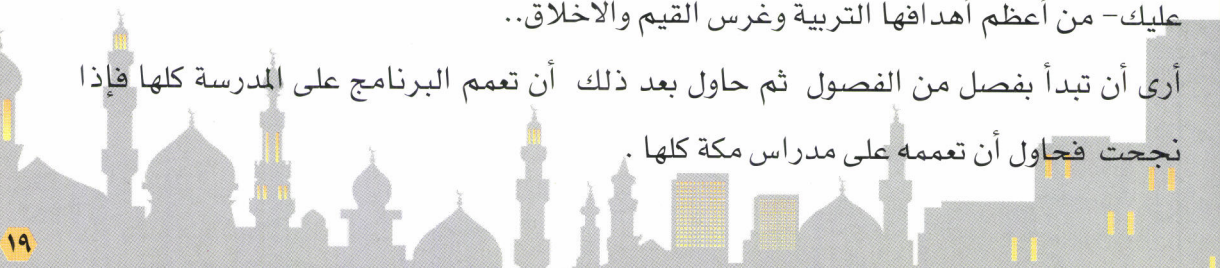 عليك- من أعظم أهدافها التربية وغرس القيم والأخلاق..
أرى أن تبدأ بفصل من الفصول ثم حاول بعد ذلك أن تعمم البرنامج على المدرسة كلها فإذا
نجحت فحاول أن تعممه على مدراس مكة كلها .
١٩